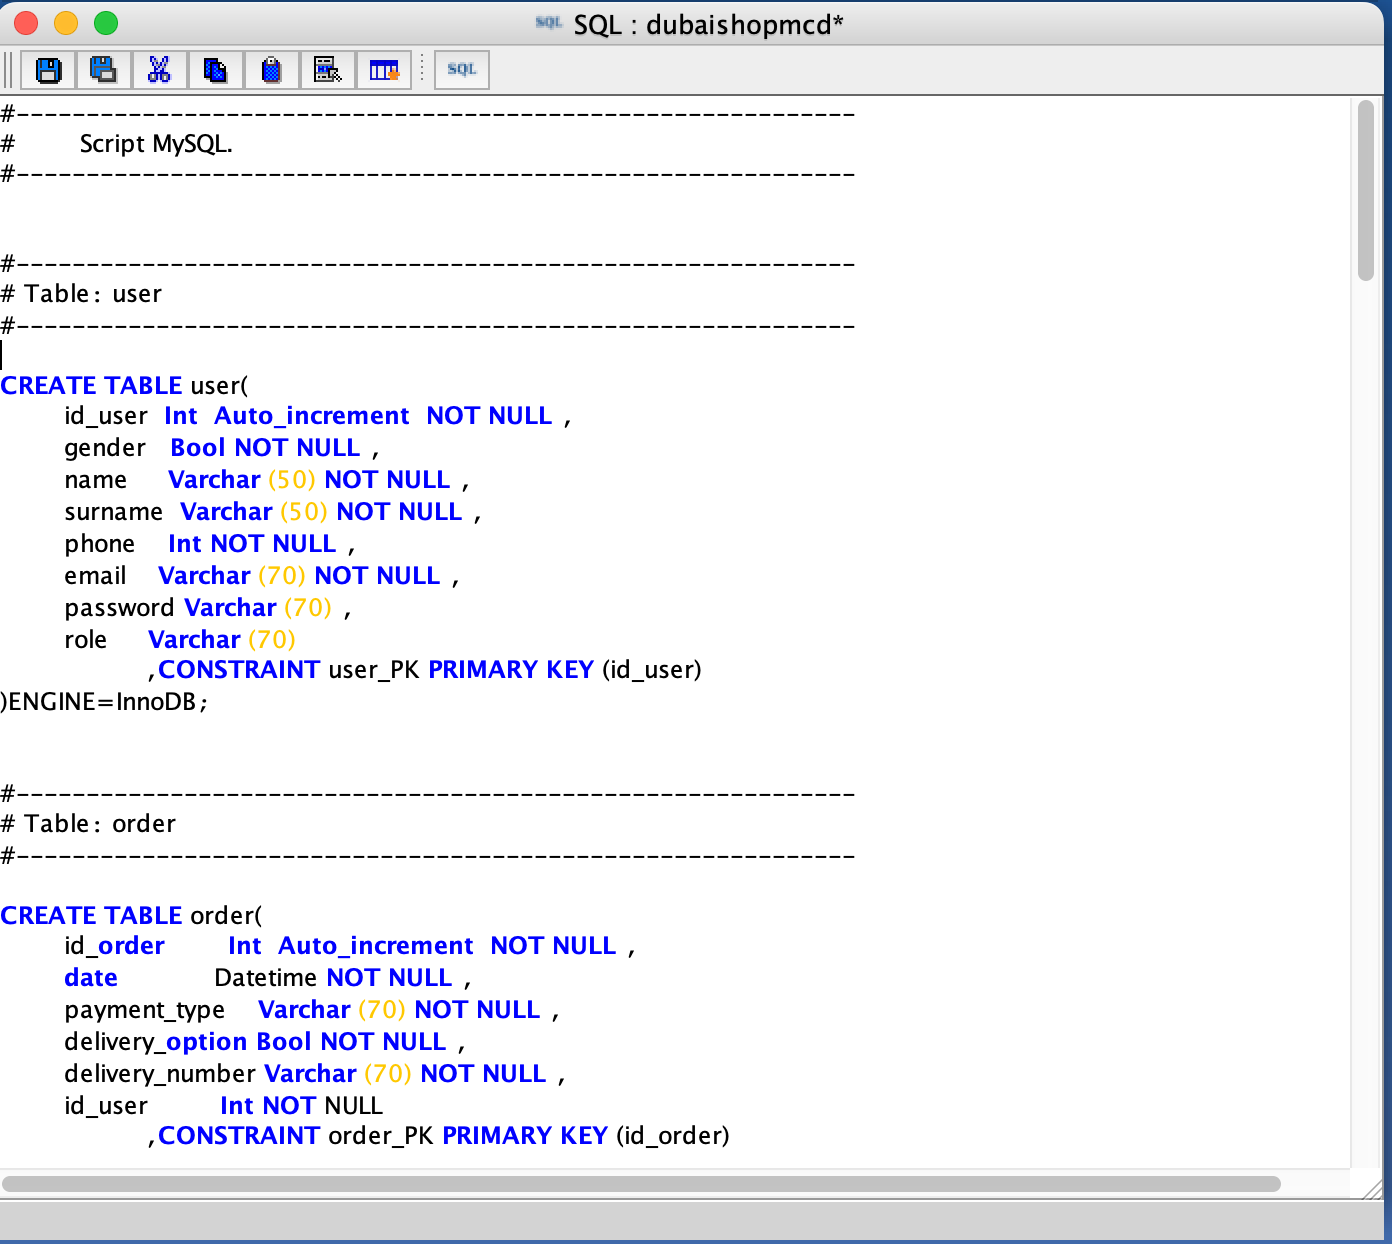 SQL SQL : dubaishopmcd*
SQL
#------------------------------------------------------------
#        Script MySQL.
#------------------------------------------------------------
#------------------------------------------------------------
# Table: user
#------------------------------------------------------------
CREATE TABLE user(
id_user Int Auto_increment NOT NULL ,
gender Bool NOT NULL ,
name Varchar (50) NOT NULL ,
surname Varchar (50) NOT NULL ,
phone Int NOT NULL ,
email Varchar (70) NOT NULL ,
password Varchar (70) ,
role Varchar (70)
,CONSTRAINT user_PK PRIMARY KEY (id_user)
)ENGINE=InnoDB;
#------------------------------------------------------------
# Table: order
#------------------------------------------------------------
CREATE TABLE order(
id_order Int Auto_increment NOT NULL ,
date Datetime NOT NULL ,
payment_type Varchar (70) NOT NULL ,
delivery_option Bool NOT NULL ,
delivery_number Varchar (70) NOT NULL ,
id_user Int NOT NULL
,CONSTRAINT order_PK PRIMARY KEY (id_order)